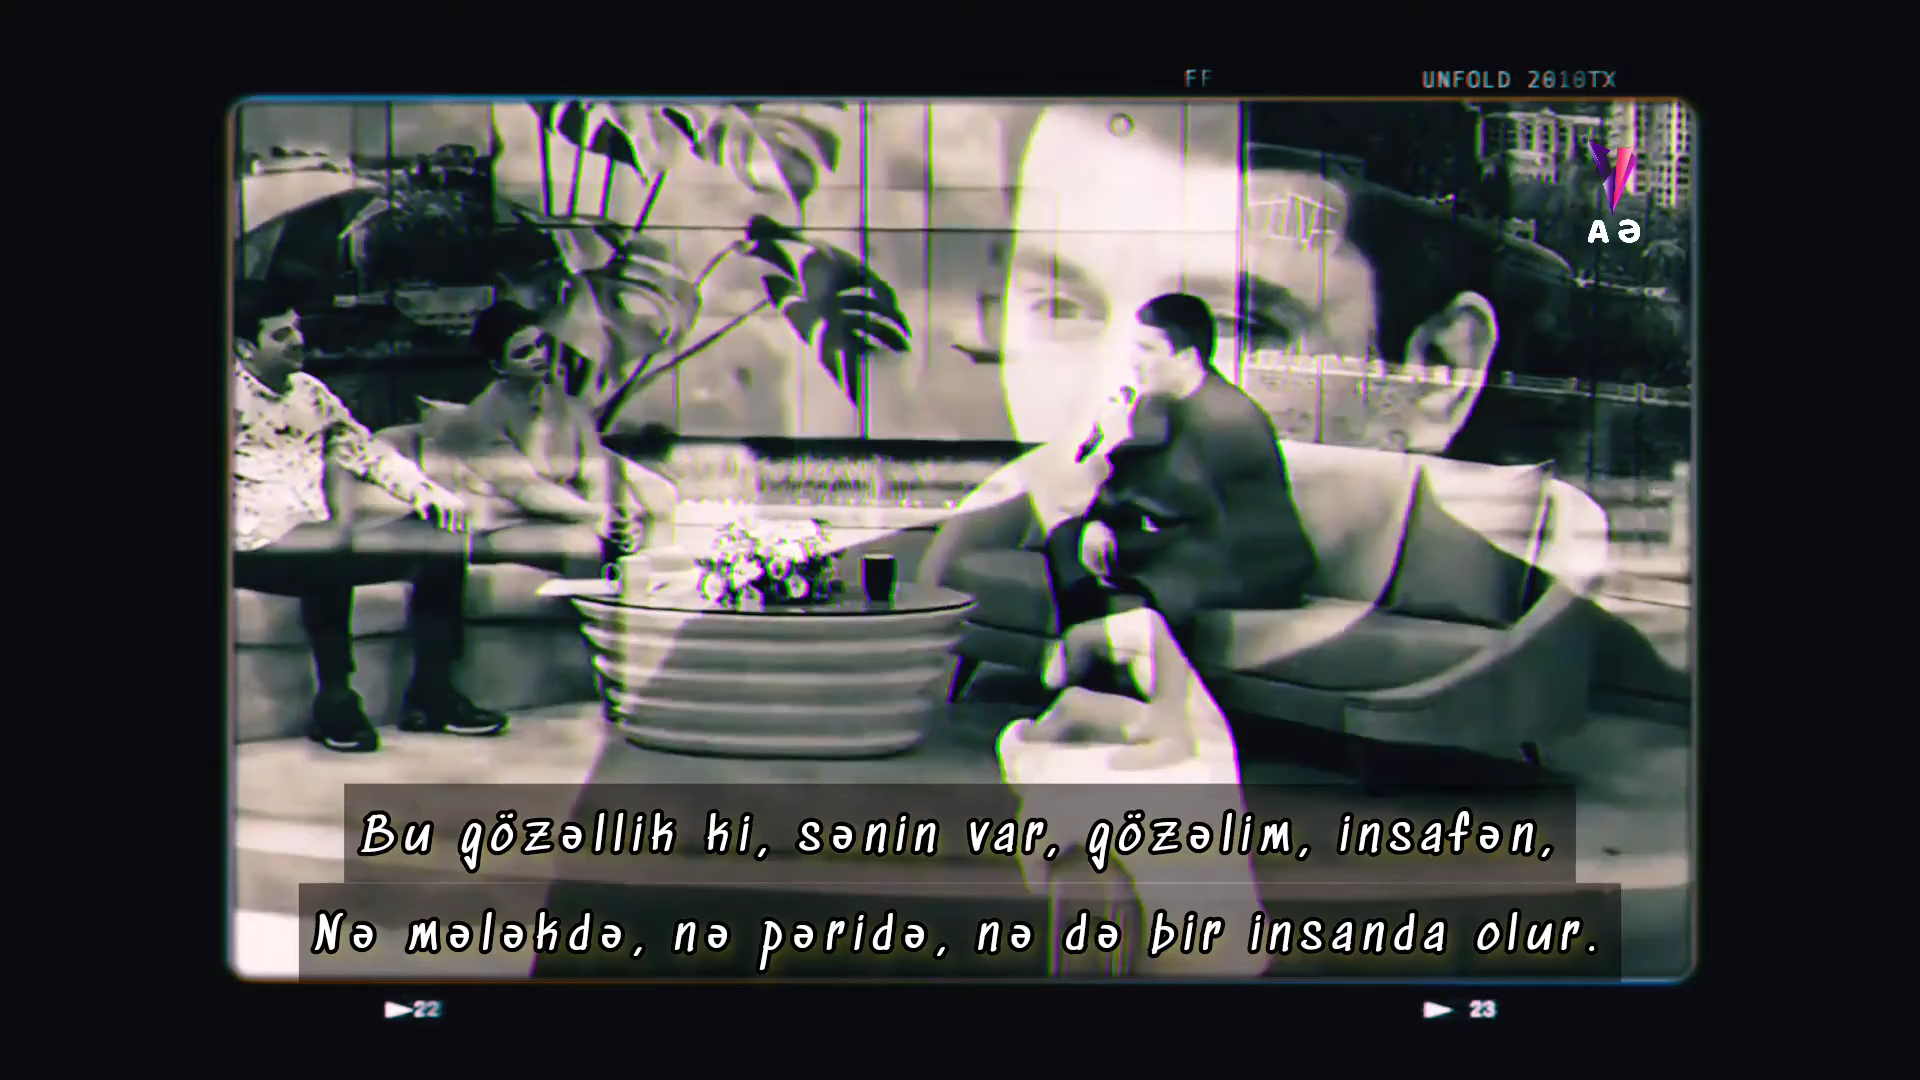 FF
UNFOLD 2010TX
A Ə
Bu gözəllik ki, sənin var, gözəlim, insafən,
Nə mələkdə, nə pəridə, nə də bir insanda olur.
22
23